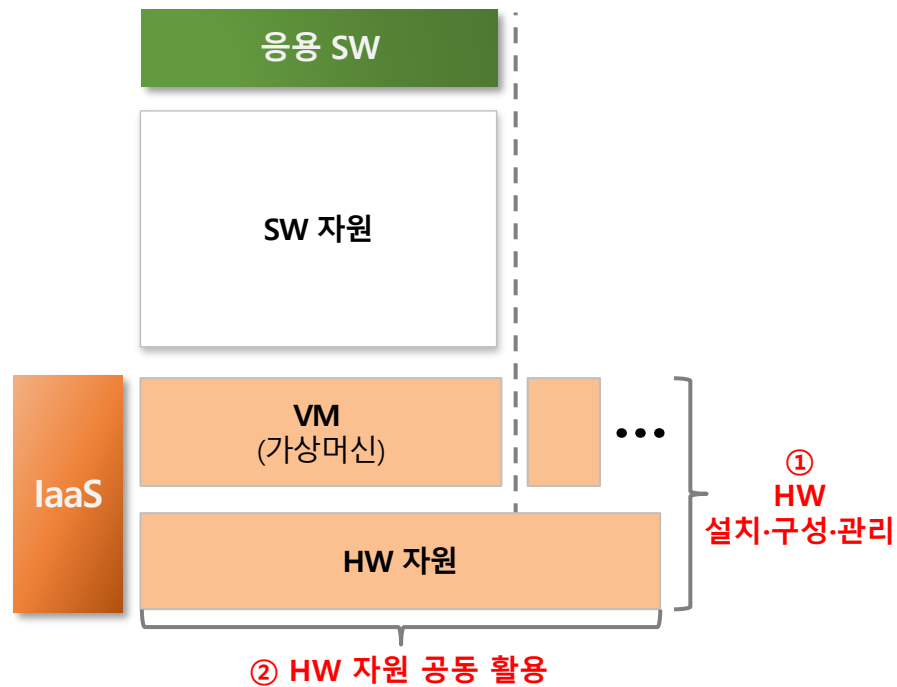 응용 SW
SW 자원
VM
(가상머신)
•••
IaaS
①
HW
설치·구성·관리
HW 자원
② HW 자원 공동 활용